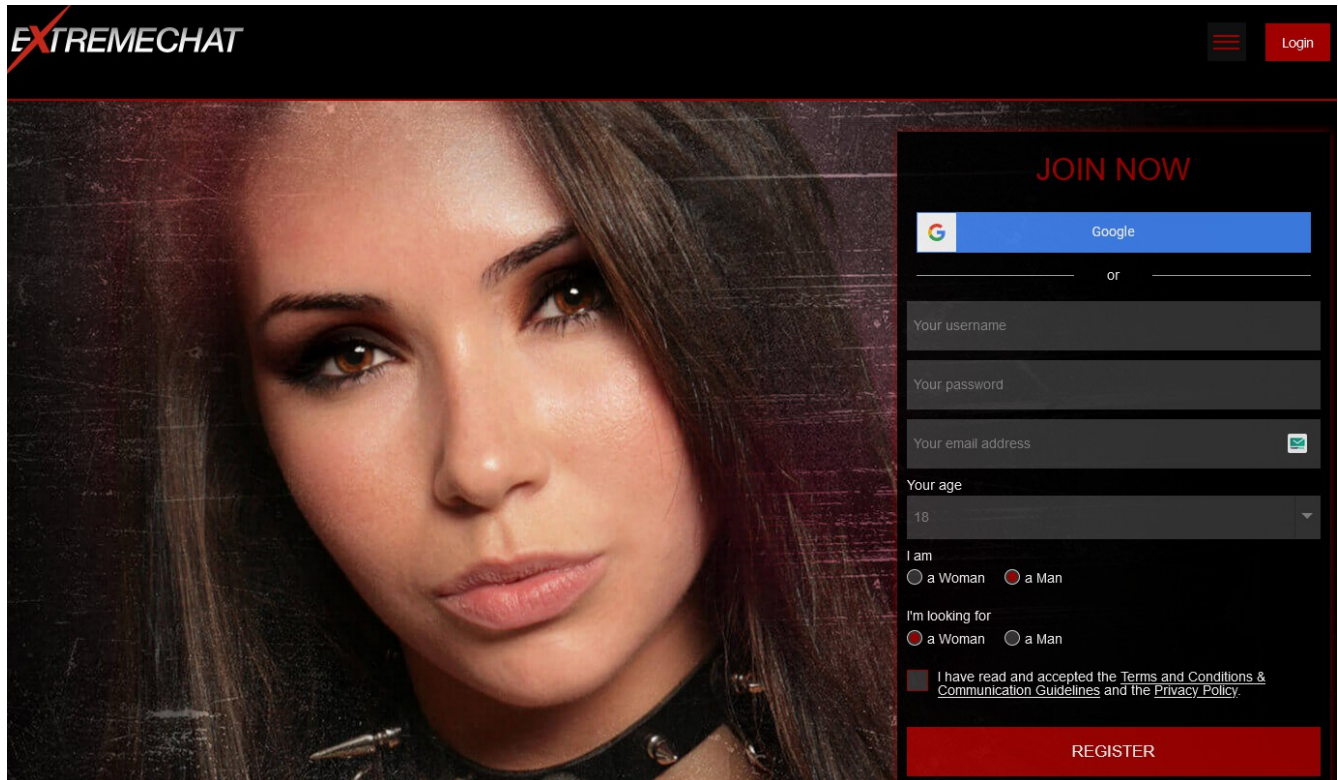 EXTREMECHAT
Login
JOIN NOW
Google
or
Your username
Your password
Your email address
Your age
18
I am
a Woman a Man
I'm looking for
a Woman a Man
I have read and accepted the Terms and Conditions &
Communication Guidelines and the Privacy Policy.
REGISTER